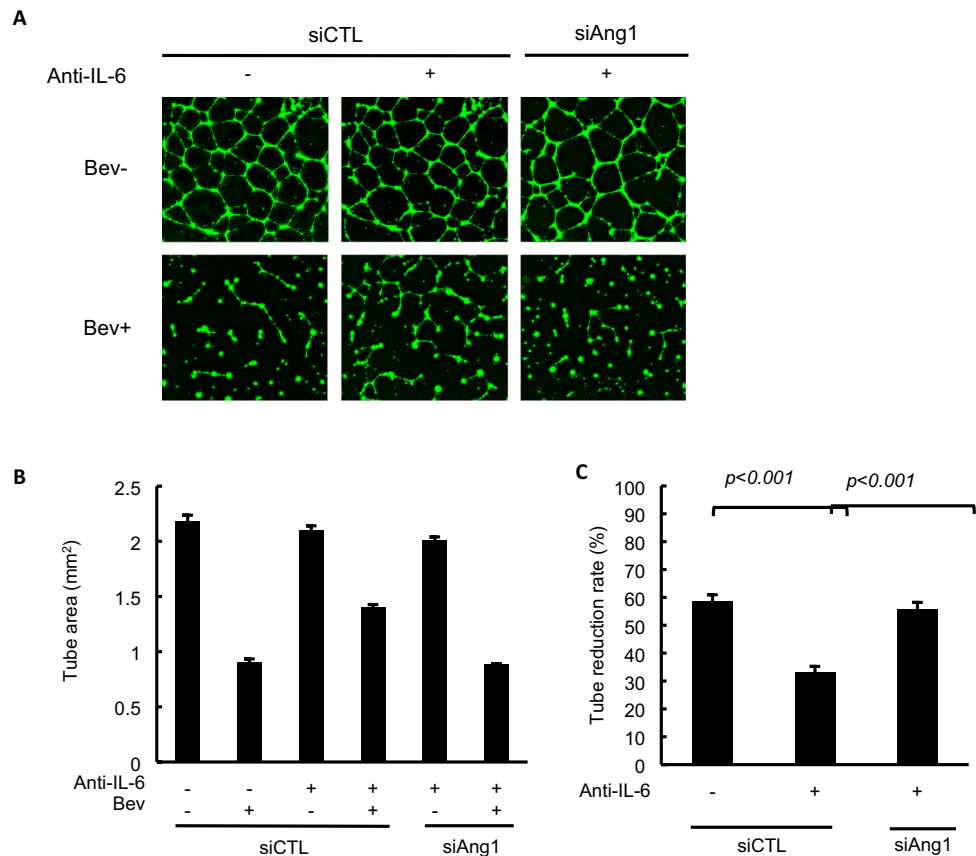 A
siCTL siAng1
Anti-IL-6 - + +
Bev-
Bev+
B
Tube area (mm²)
2.5
2
1.5
1
0.5
0
Anti-IL-6 - - + + + +
Bev - + - + - +
siCTL siAng1
C
p<0.001 p<0.001
Tube reduction rate (%)
100
90
80
70
60
50
40
30
20
10
0
Anti-IL-6 - + +
siCTL siAng1